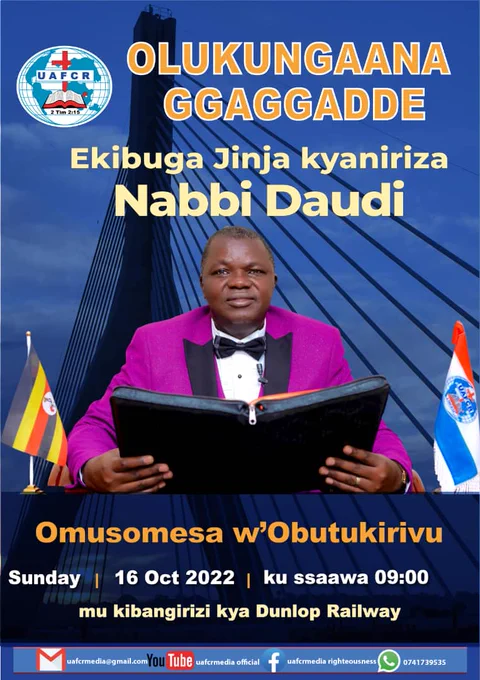 UAFCR
2 Tim 2:15
OLUKUNGAANA
GGAGGADDE
Ekibuga Jinja kyaniriza
Nabbi Daudi
Omusomesa w'Obutukirivu
Sunday | 16 Oct 2022 | ku ssaawa 09:00
mu kibangirizi kya Dunlop Railway
uafcrmedia@gmail.com YouTube uafcrmedia official uafcrmedia righteousness 0741739535